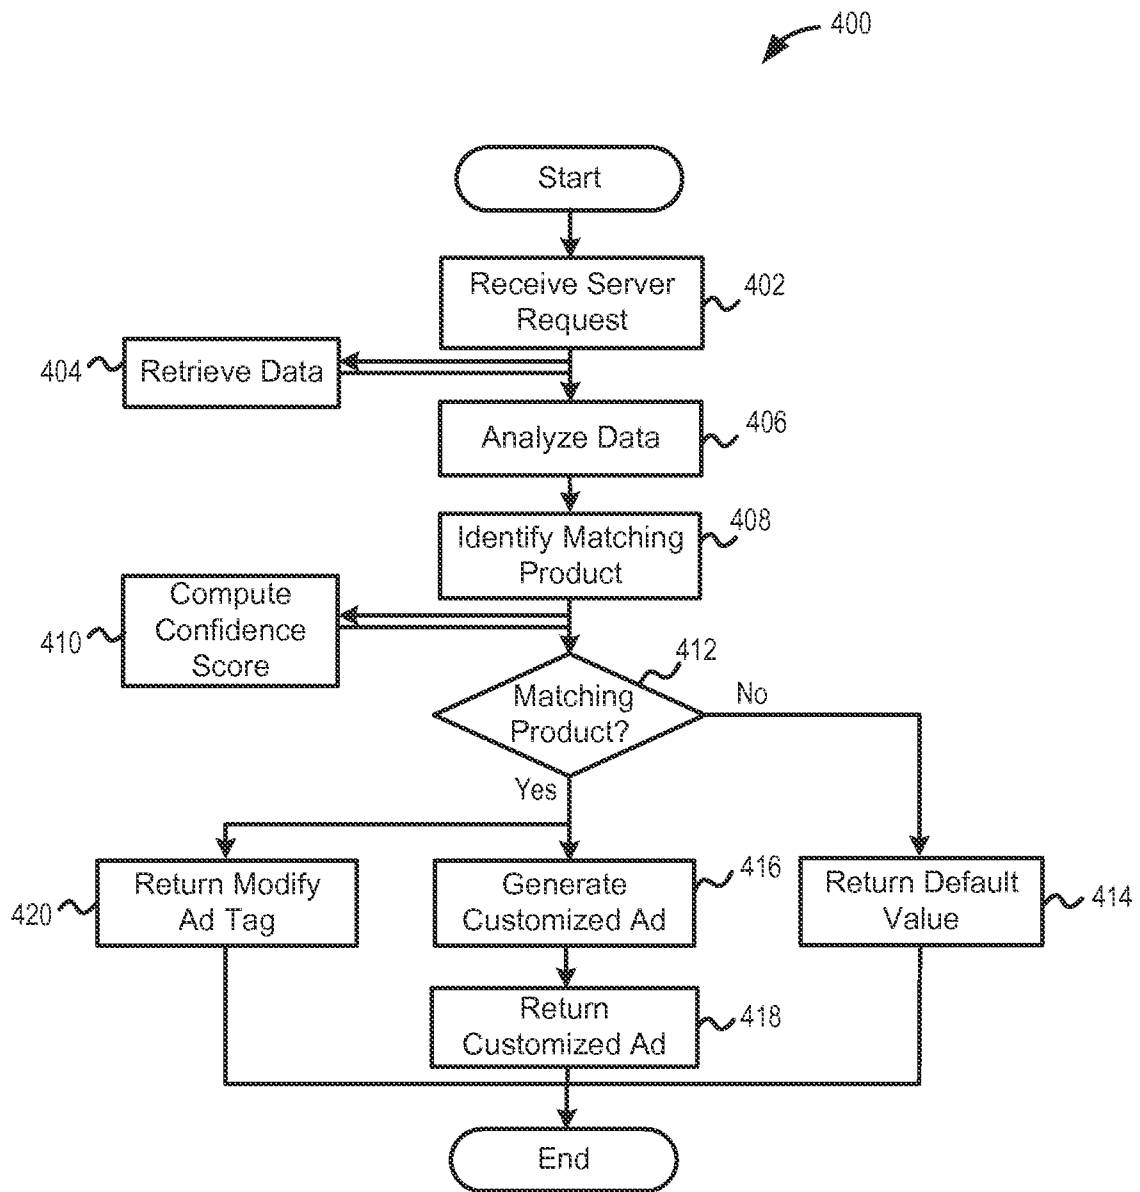 400
Start
Receive Server
Request
402
404
Retrieve Data
Analyze Data
406
Identify Matching
Product
408
Compute
Confidence
Score
410
412
Matching
Product?
No
Yes
Return Modify
Ad Tag
420
Generate
Customized Ad
416
Return Default
Value
414
Return
Customized Ad
418
End